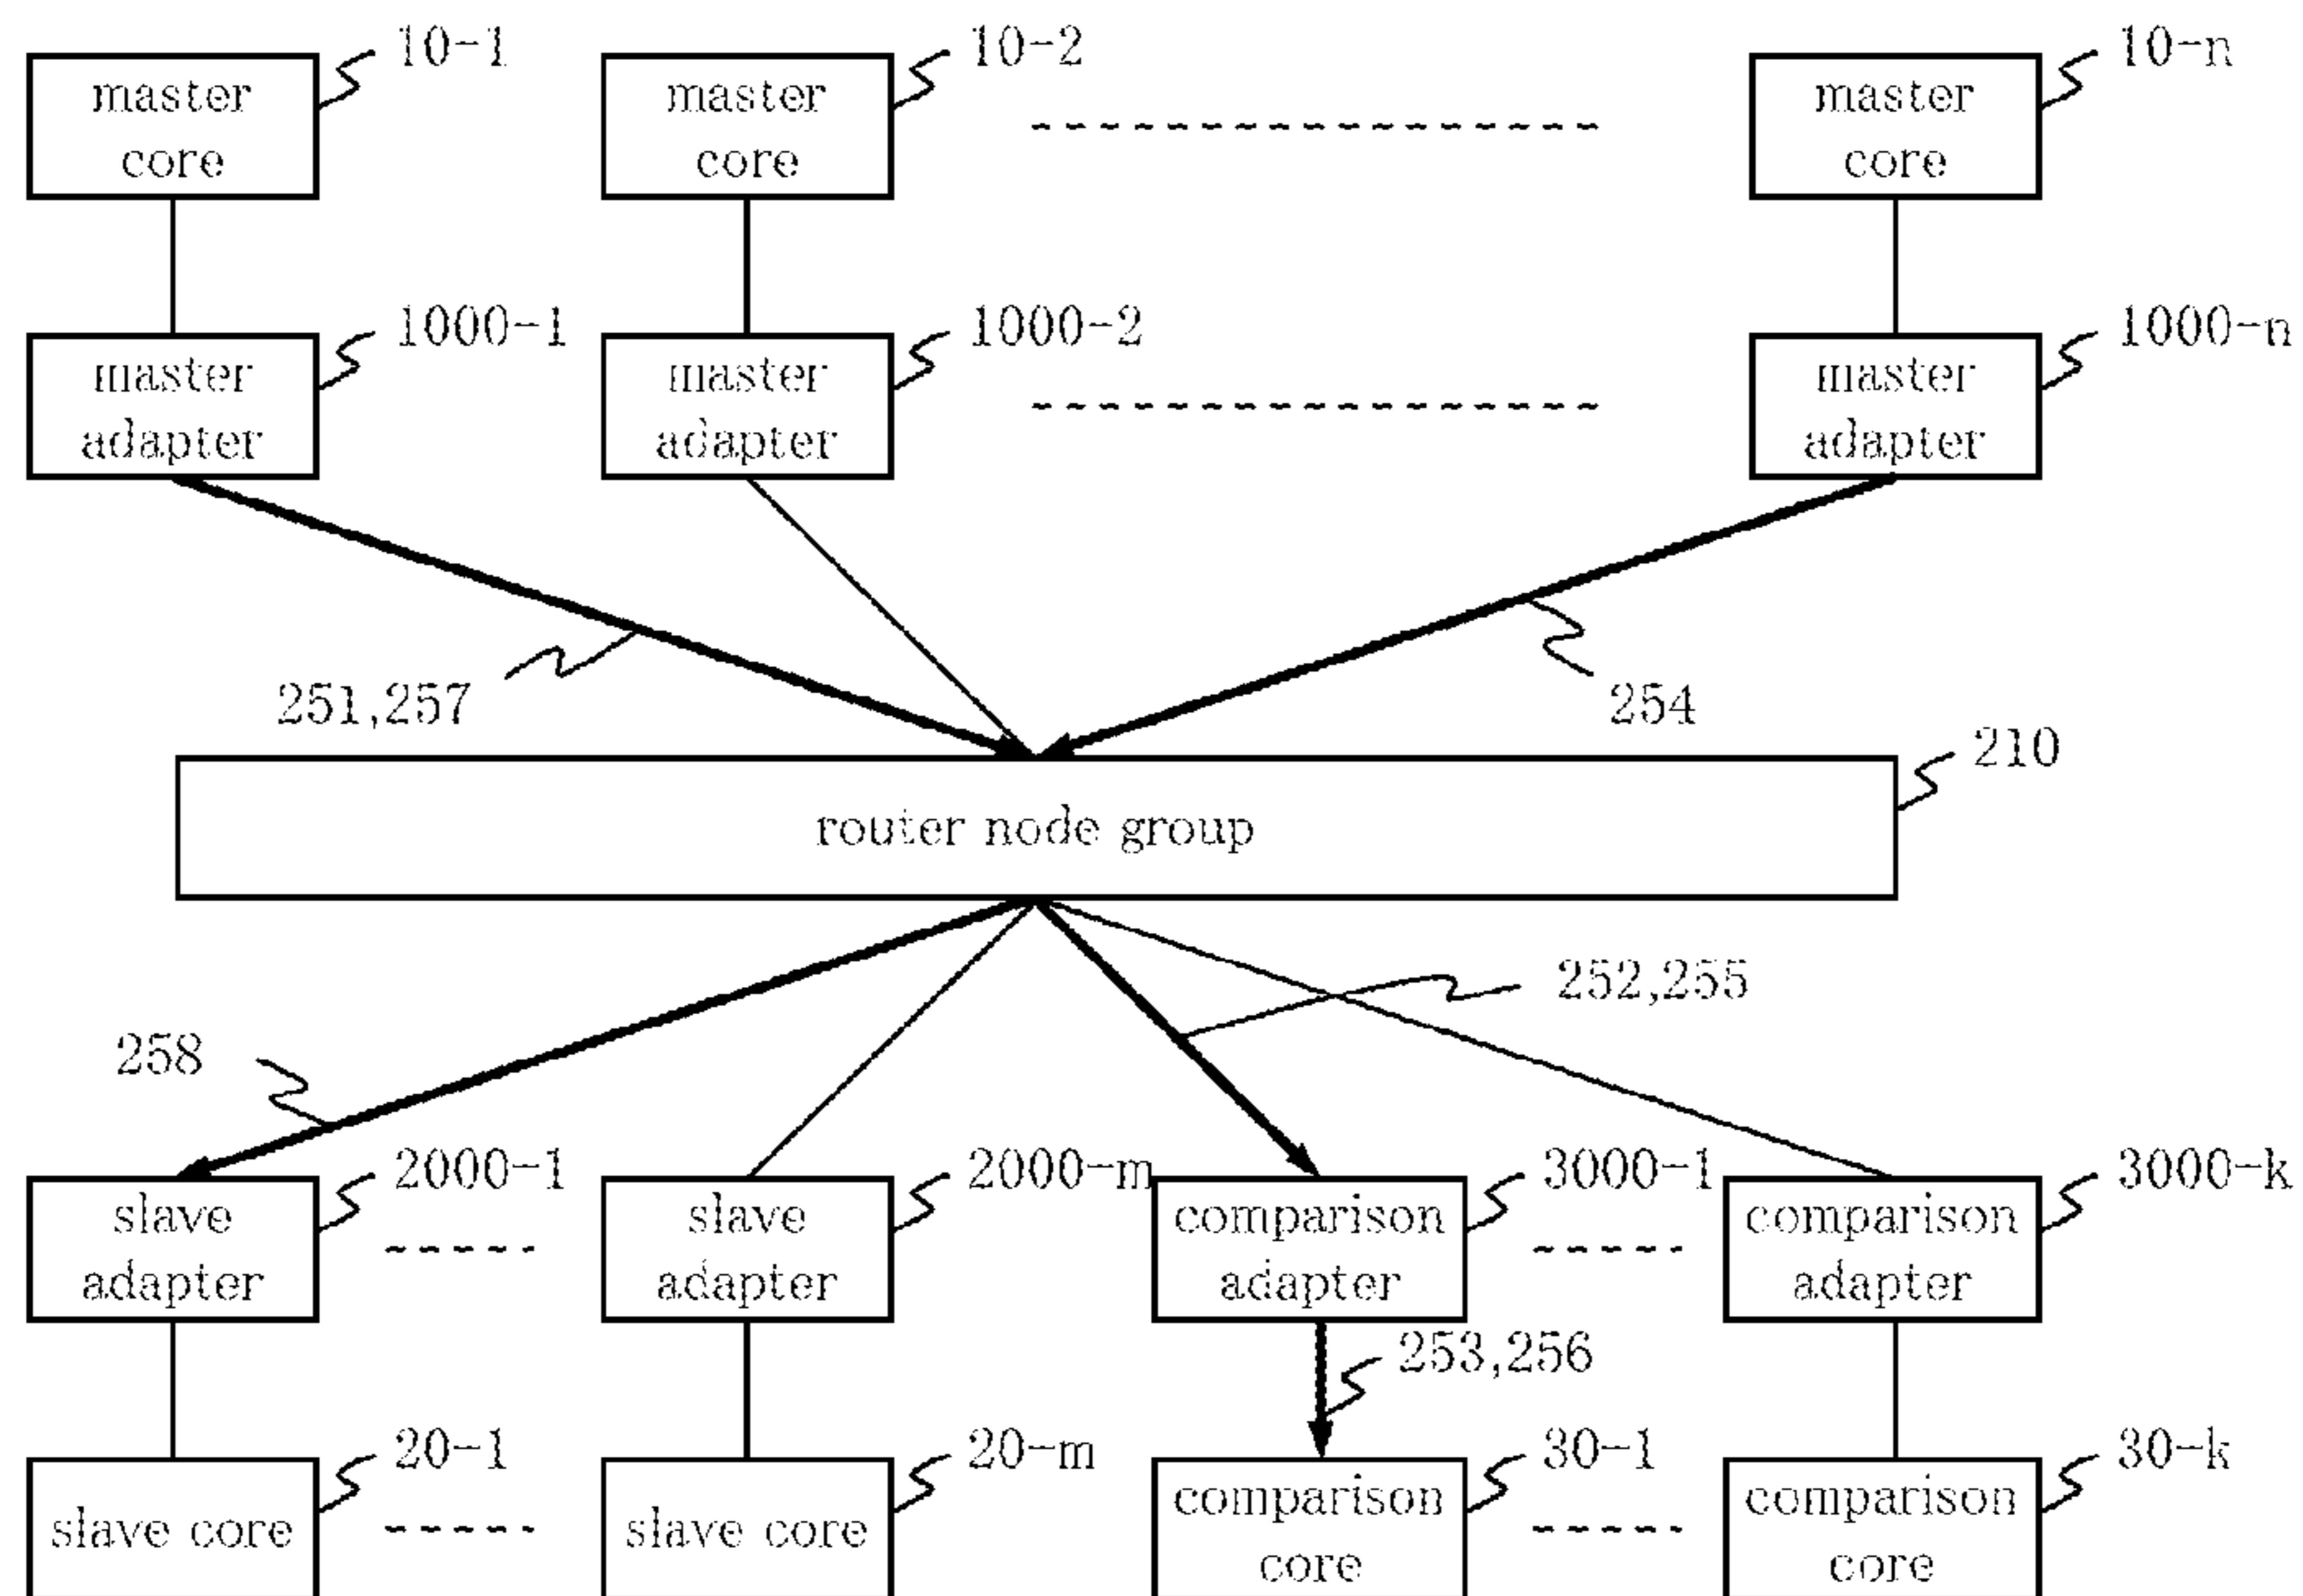 10-1
10-2
10-n
master
core
master
core
master
core
1000-1
1000-2
1000-n
master
adapter
master
adapter
master
adapter
251,257
254
210
router node group
252,255
258
2000-1
2000-m
3000-1
3000-k
slave
adapter
slave
adapter
comparison
adapter
comparison
adapter
253,256
20-1
20-m
30-1
30-k
slave core
slave core
comparison
core
comparison
core